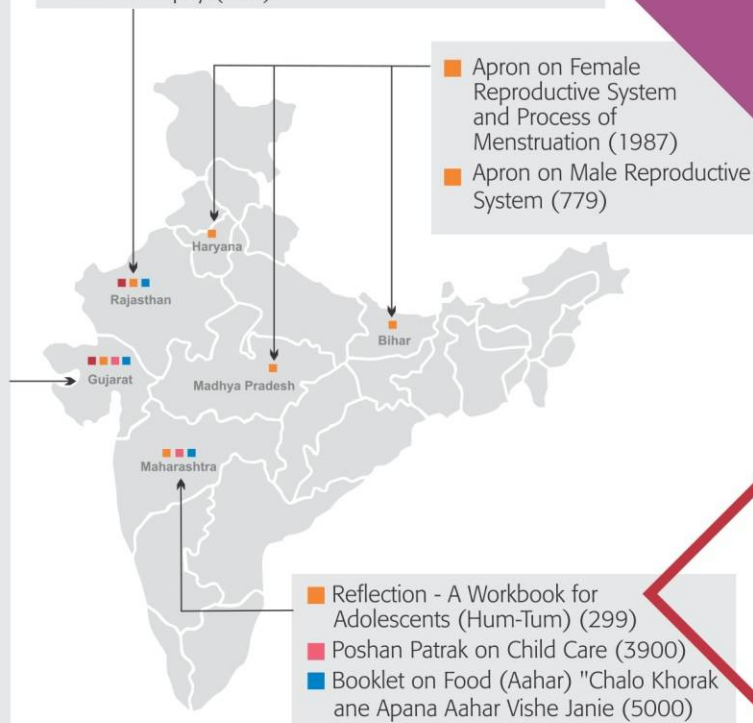 Apron on Female
Reproductive System
and Process of
Menstruation (1987)
Apron on Male Reproductive
System (779)
Haryana
Rajasthan
Bihar
Gujarat
Madhya Pradesh
Maharashtra
Reflection - A Workbook for
Adolescents (Hum-Tum) (299)
Poshan Patrak on Child Care (3900)
Booklet on Food (Aahar) "Chalo Khorak
ane Apana Aahar Vishe Janie (5000)